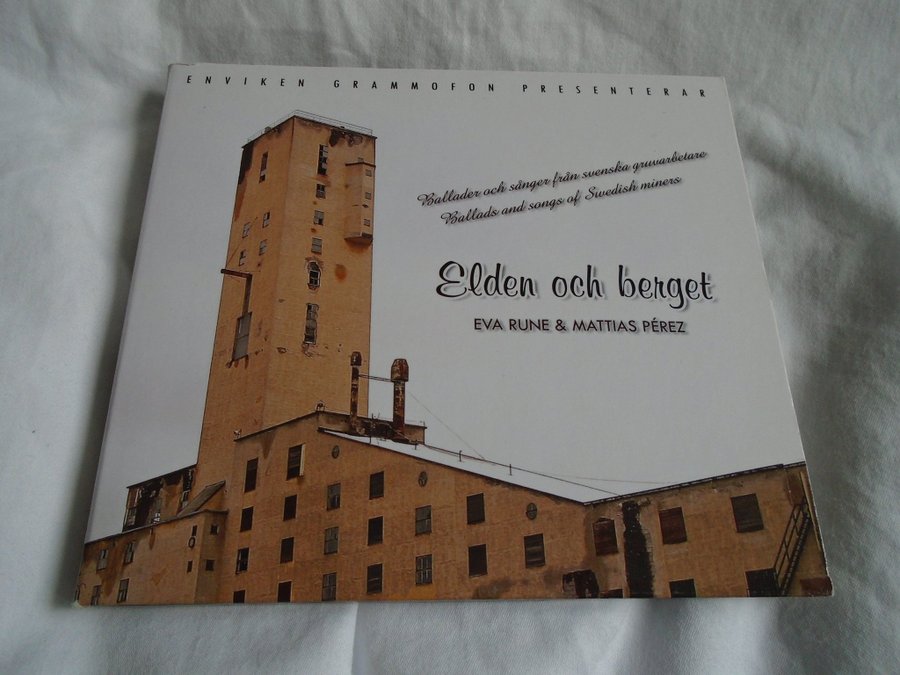 ENVIKEN GRAMMOFON PRESENTERAR
Ballader och sånger från svenska gruvarbetare
Ballads and songs of Swedish miners
Elden och berget
EVA RUNE & MATTIAS PÉREZ